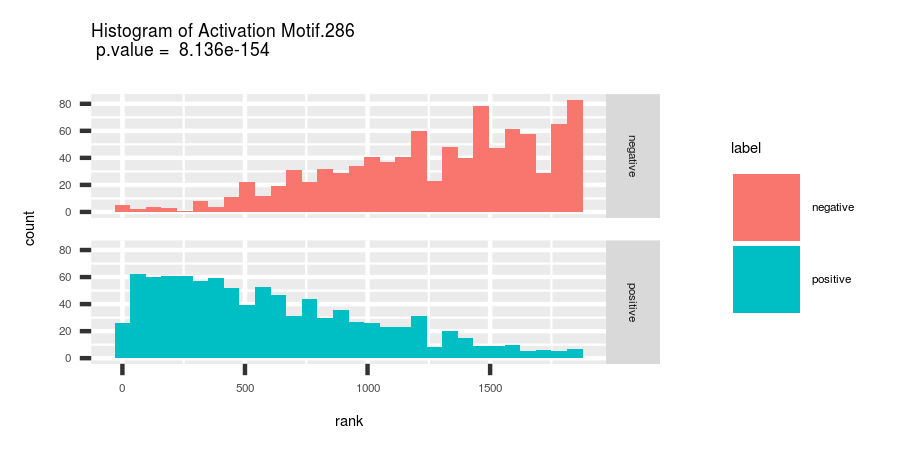 Histogram of Activation Motif.286
p.value = 8.136e-154
count
80
60
40
20
0
negative
80
60
40
20
0
positive
0 500 1000 1500
rank
label
negative
positive